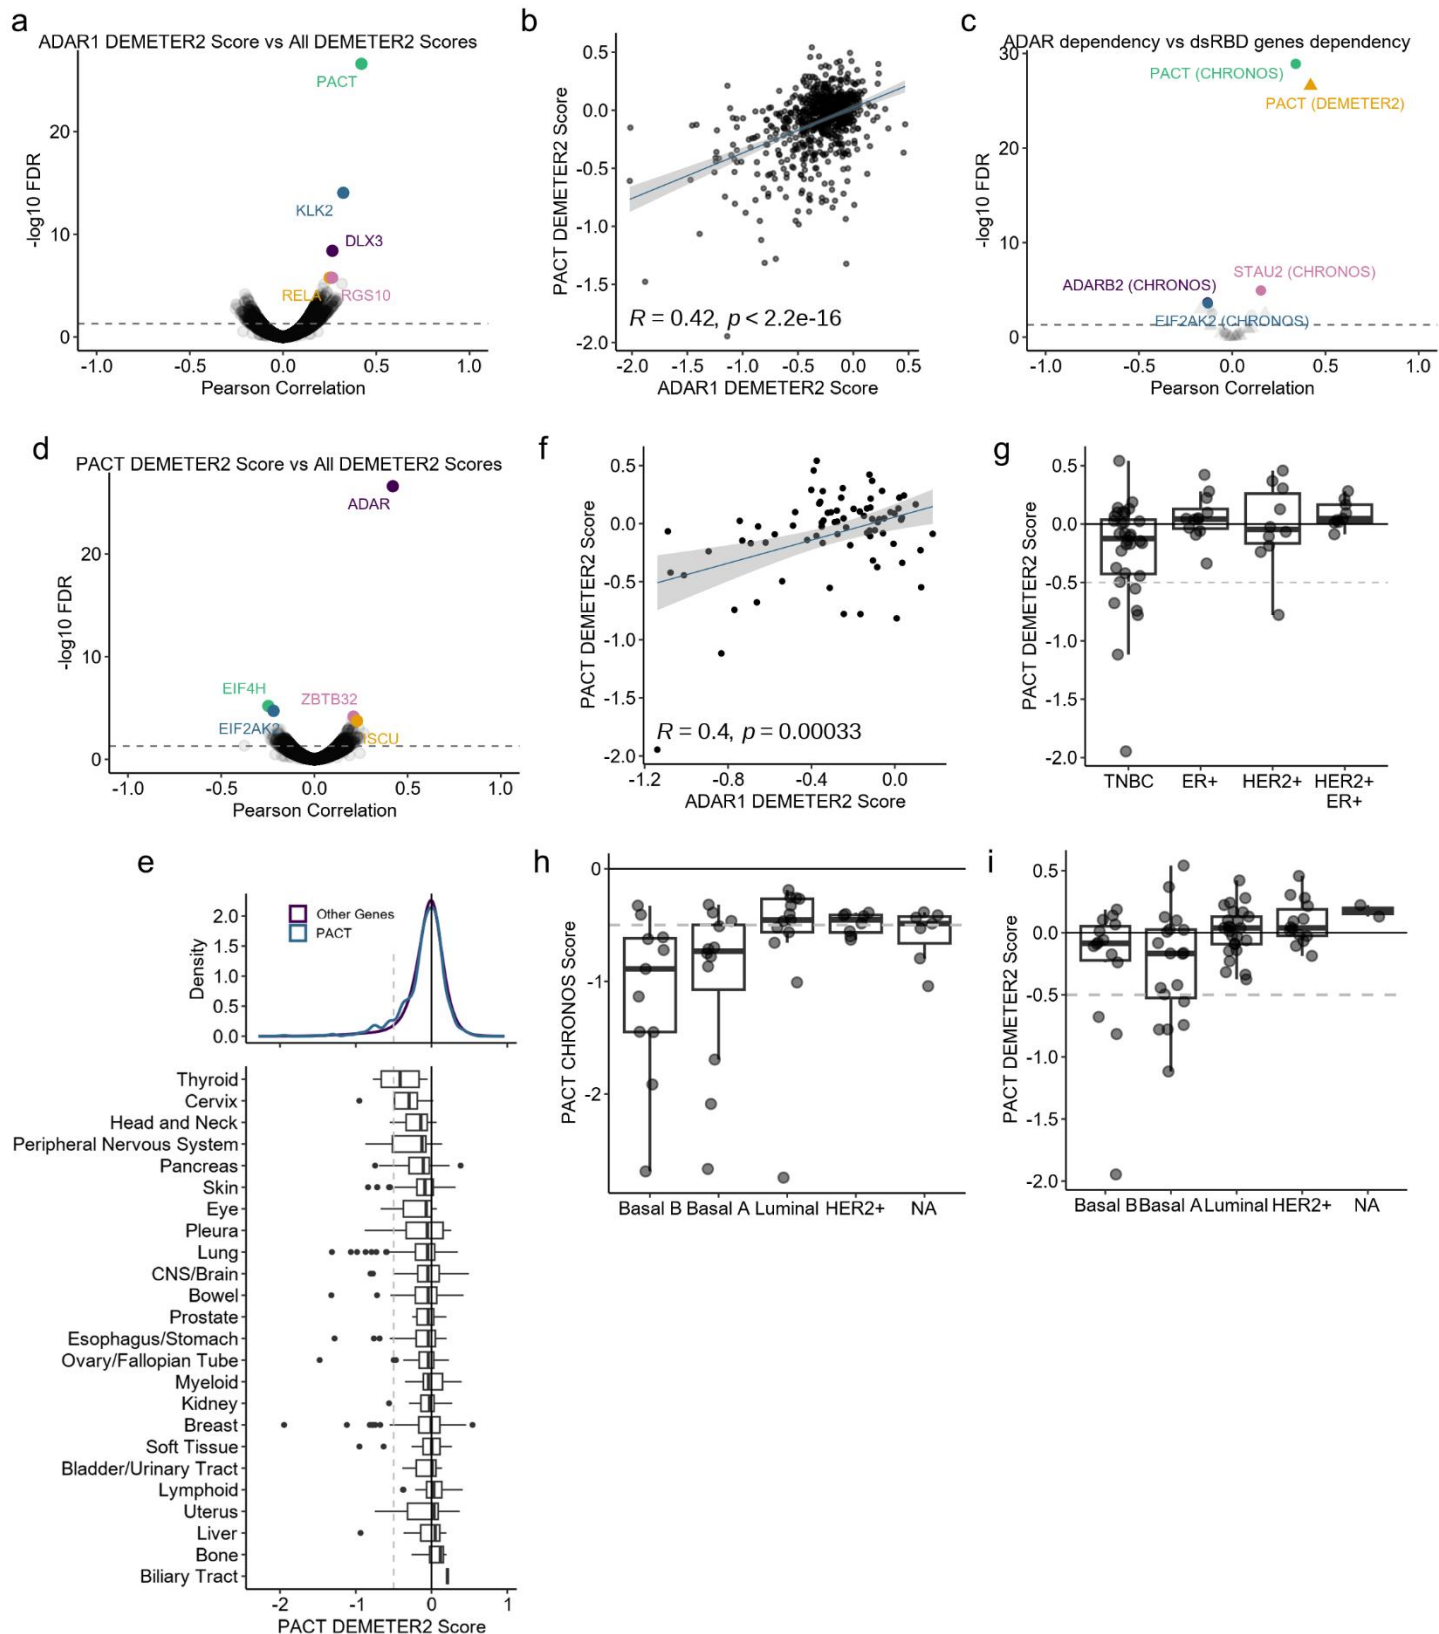 a
ADAR1 DEMETER2 Score vs All DEMETER2 Scores
PACT
KLK2
DLX3
RELA
RGS10
20
10
0
-log10 FDR
-1.0 -0.5 0.0 0.5 1.0
Pearson Correlation
b
0.5
0.0
-0.5
-1.0
-1.5
-2.0
PACT DEMETER2 Score
R = 0.42, p < 2.2e-16
-2.0 -1.5 -1.0 -0.5 0.0 0.5
ADAR1 DEMETER2 Score
c
ADAR dependency vs dsRBD genes dependency
PACT (CHRONOS)
PACT (DEMETER2)
STAU2 (CHRONOS)
ADARB2 (CHRONOS)
EIF2AK2 (CHRONOS)
30
20
10
0
-log10 FDR
-1.0 -0.5 0.0 0.5 1.0
Pearson Correlation
d
PACT DEMETER2 Score vs All DEMETER2 Scores
ADAR
EIF4H
EIF2AK2
ZBTB32
ISCU
20
10
0
-log10 FDR
-1.0 -0.5 0.0 0.5 1.0
Pearson Correlation
f
0.5
0.0
-0.5
-1.0
-1.5
-2.0
PACT DEMETER2 Score
R = 0.4, p = 0.00033
-1.2 -0.8 -0.4 0.0
ADAR1 DEMETER2 Score
g
0.5
0.0
-0.5
-1.0
-1.5
-2.0
PACT DEMETER2 Score
TNBC ER+ HER2+ HER2+
ER+
e
Other Genes
PACT
2.0
1.5
1.0
0.5
0.0
Density
Thyroid
Cervix
Head and Neck
Peripheral Nervous System
Pancreas
Skin
Eye
Pleura
Lung
CNS/Brain
Bowel
Prostate
Esophagus/Stomach
Ovary/Fallopian Tube
Myeloid
Kidney
Breast
Soft Tissue
Bladder/Urinary Tract
Lymphoid
Uterus
Liver
Bone
Biliary Tract
-2 -1 0 1
PACT DEMETER2 Score
h
0
-1
-2
PACT CHRONOS Score
Basal B Basal A Luminal HER2+ NA
i
0.5
0.0
-0.5
-1.0
-1.5
-2.0
PACT DEMETER2 Score
Basal B Basal A Luminal HER2+ NA